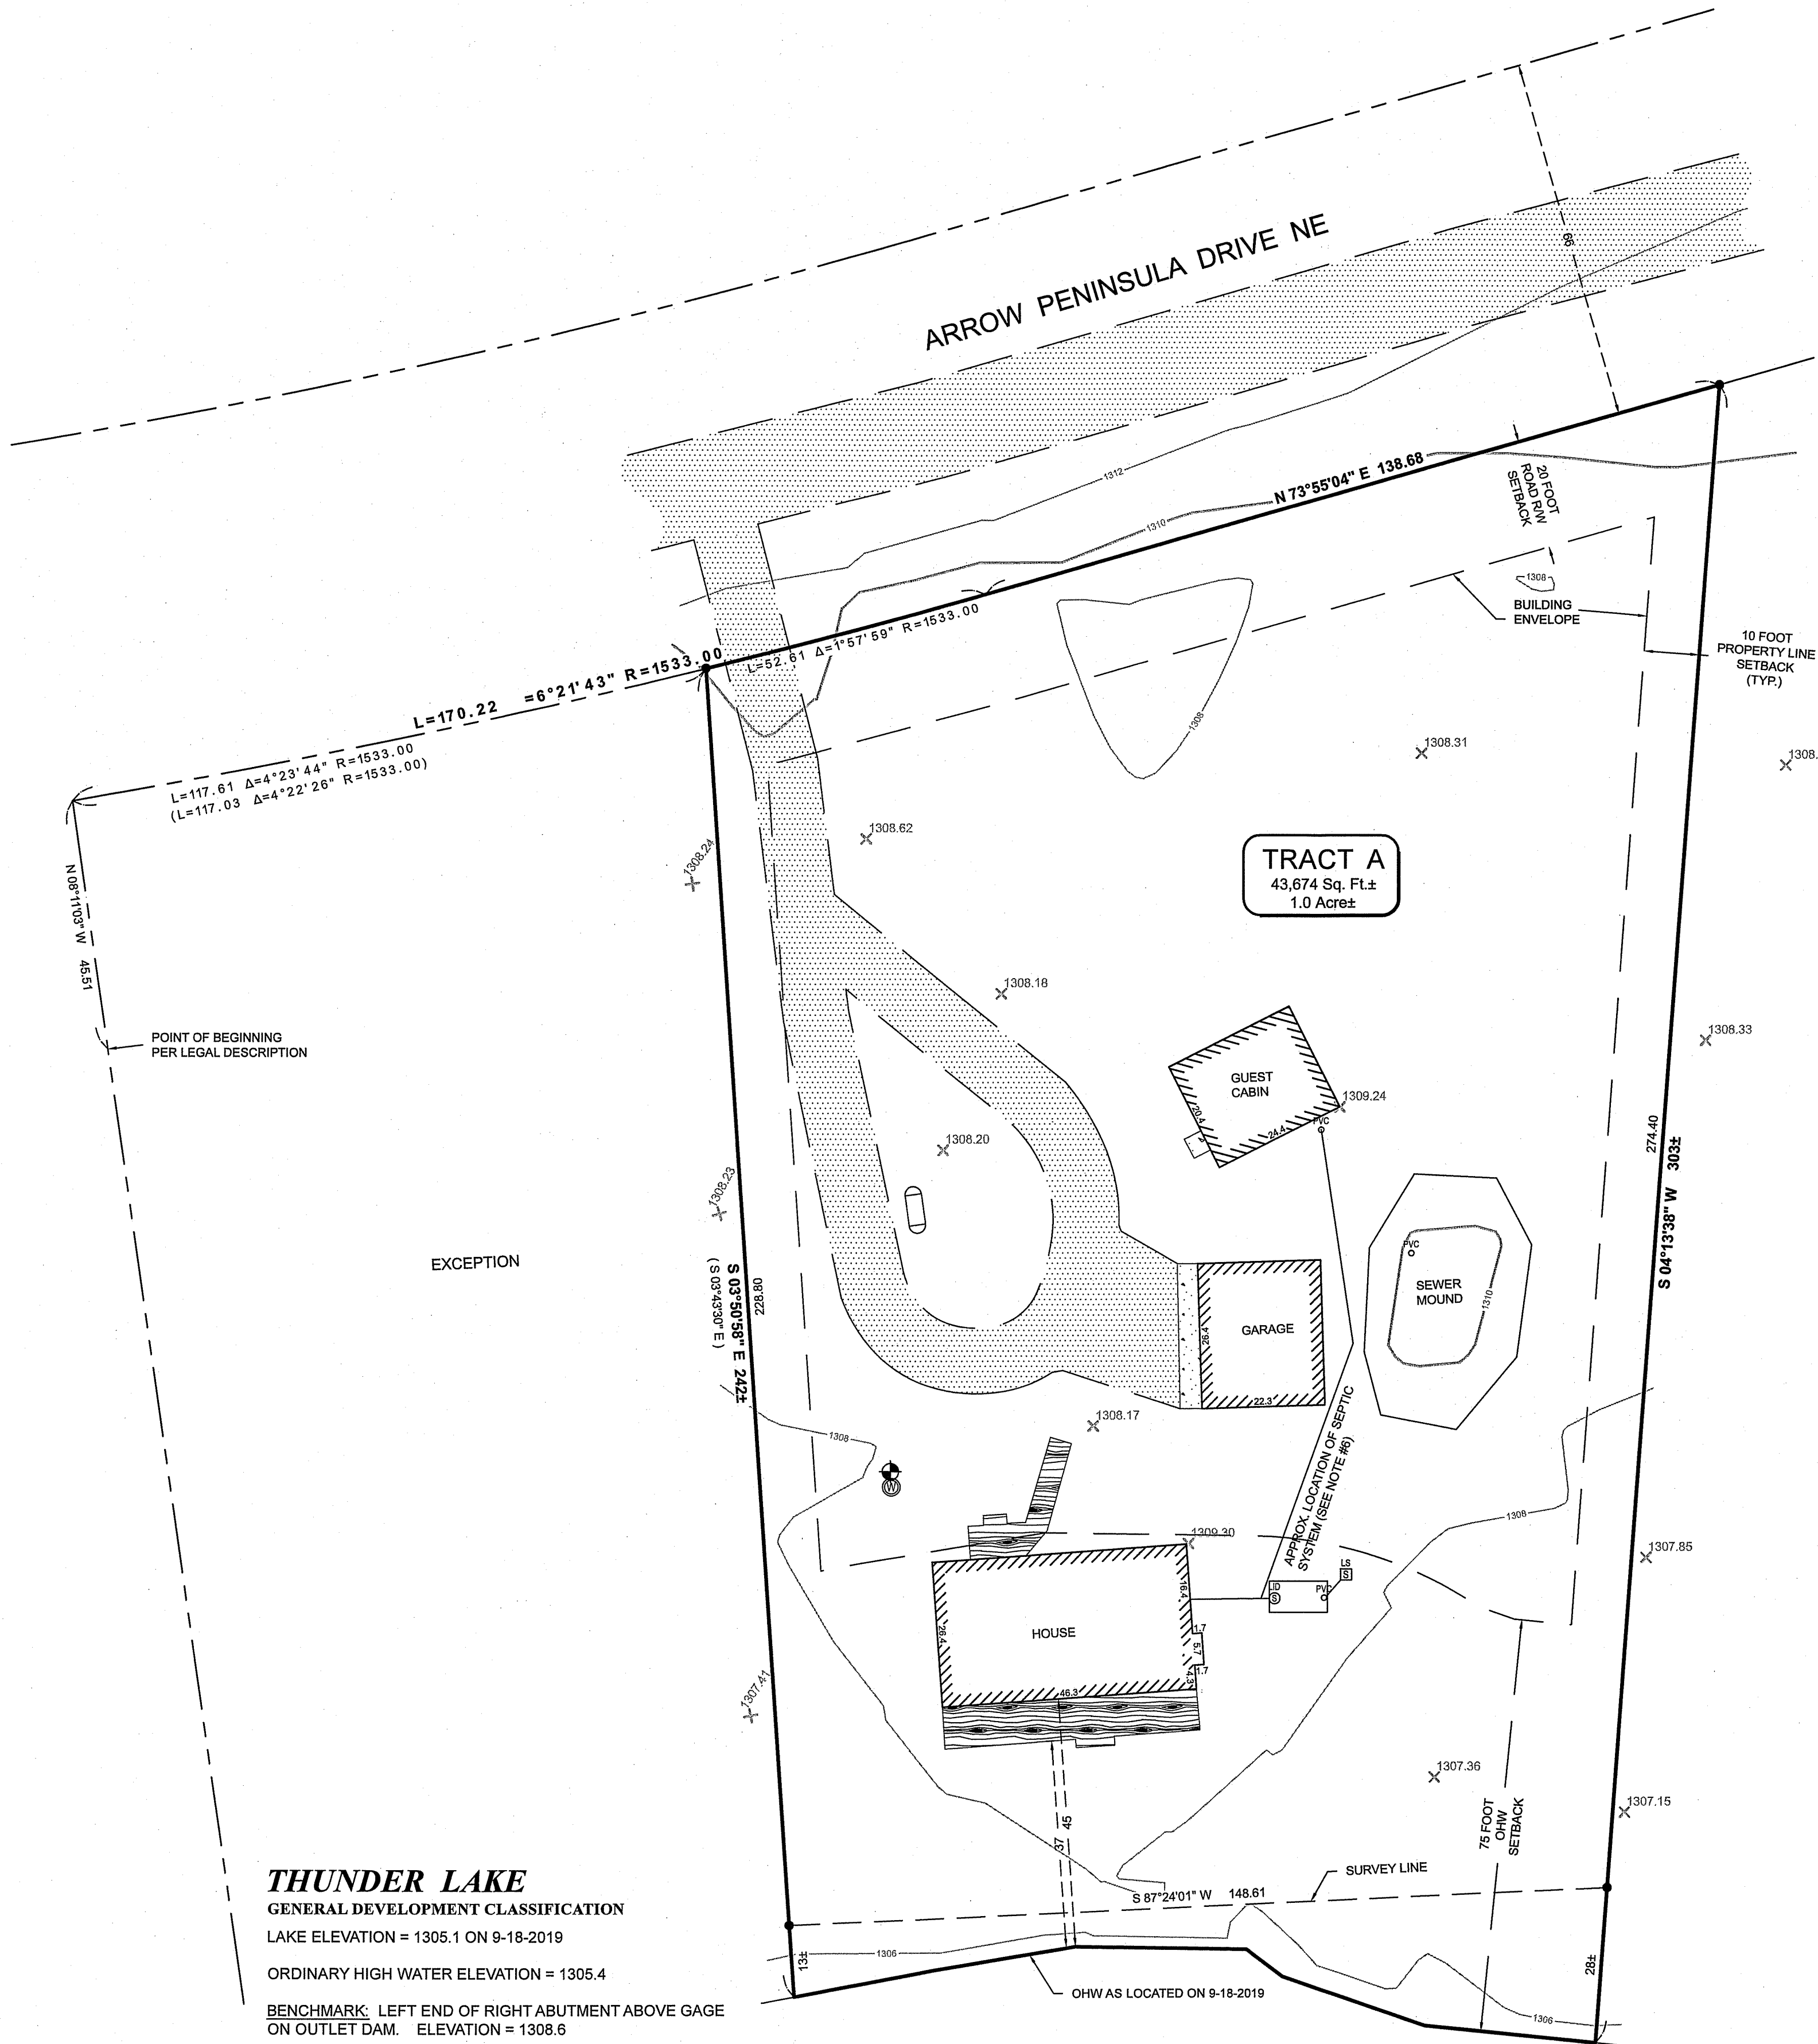 ARROW PENINSULA DRIVE NE
66
1312
1310
N 73°55'04" E 138.68
20 FOOT
ROAD R/W
SETBACK
1308
BUILDING
ENVELOPE
10 FOOT
PROPERTY LINE
SETBACK
(TYP.)
L=52.61 Δ=1°57'59" R=1533.00
L=170.22 =6°21'43" R=1533.00
L=117.61 Δ=4°23'44" R=1533.00
(L=117.03 Δ=4°22'26" R=1533.00)
1308
1308.31
1308.
1308.62
1308.24
TRACT A
43,674 Sq. Ft.±
1.0 Acre±
N 08°11'03" W 45.51
POINT OF BEGINNING
PER LEGAL DESCRIPTION
1308.18
1308.33
GUEST
CABIN
20.4
24.4
1309.24
PVC
1308.20
1308.23
274.40
S 04°13'38" W 303±
EXCEPTION
S 03°50'58" E 242±
(S 03°43'30" E)
228.80
PVC
SEWER
MOUND
1310
GARAGE
26.4
22.3
1308.17
1308
APPROX. LOCATION OF SEPTIC
SYSTEM (SEE NOTE #6)
W
1308
1309.30
1307.85
LS
S
LID
S
PVC
16.4
HOUSE
26.4
1.7
5.7
1.7
4.3
46.3
1307.41
1307.36
1307.15
37
45
75 FOOT
OHW
SETBACK
SURVEY LINE
S 87°24'01" W 148.61
THUNDER LAKE
GENERAL DEVELOPMENT CLASSIFICATION
LAKE ELEVATION = 1305.1 ON 9-18-2019
ORDINARY HIGH WATER ELEVATION = 1305.4
BENCHMARK: LEFT END OF RIGHT ABUTMENT ABOVE GAGE
ON OUTLET DAM. ELEVATION = 1308.6
13±
1306
OHW AS LOCATED ON 9-18-2019
28±
1306